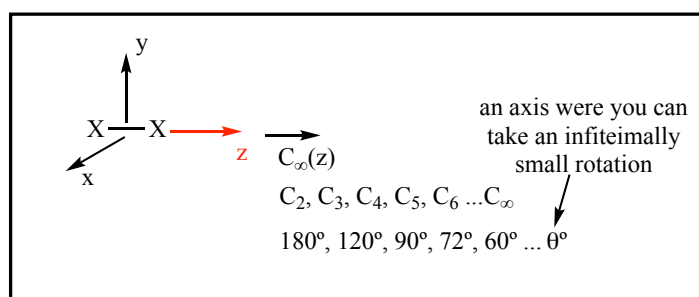 y
X X
z
x
C∞(z)
C2, C3, C4, C5, C6 ...C∞
180º, 120º, 90º, 72º, 60º ... θº
an axis were you can
take an infiteimally
small rotation